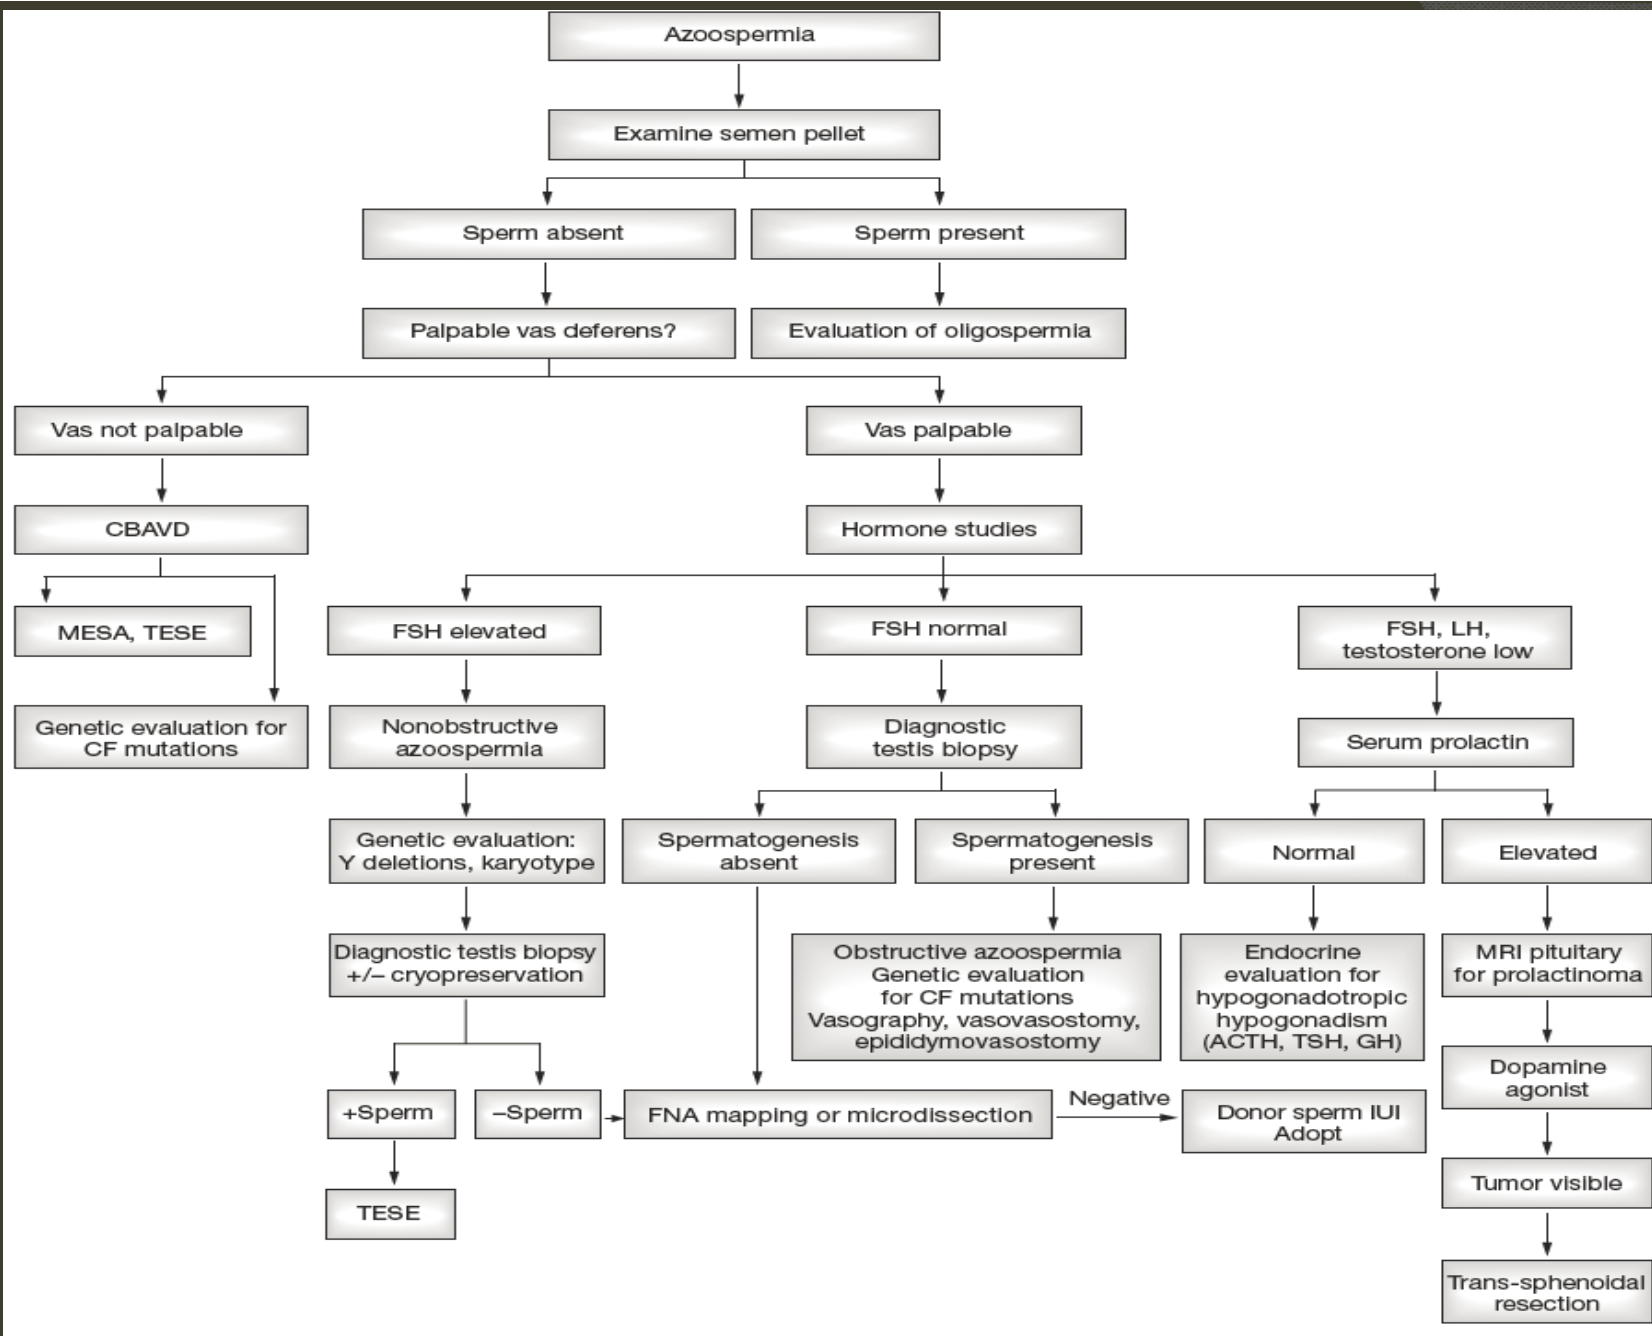 Azoospermia
Examine semen pellet
Sperm absent
Sperm present
Palpable vas deferens?
Evaluation of oligospermia
Vas not palpable
Vas palpable
CBAVD
Hormone studies
MESA, TESE
FSH elevated
FSH normal
FSH, LH,
testosterone low
Genetic evaluation for
CF mutations
Nonobstructive
azoospermia
Diagnostic
testis biopsy
Serum prolactin
Genetic evaluation:
Y deletions, karyotype
Spermatogenesis
absent
Spermatogenesis
present
Normal
Elevated
Diagnostic testis biopsy
+/– cryopreservation
Obstructive azoospermia
Genetic evaluation
for CF mutations
Vasography, vasovasostomy,
epididymovasostomy
Endocrine
evaluation for
hypogonadotropic
hypogonadism
(ACTH, TSH, GH)
MRI pituitary
for prolactinoma
Dopamine
agonist
+Sperm
–Sperm
FNA mapping or microdissection
Negative
Donor sperm IUI
Adopt
Tumor visible
TESE
Trans-sphenoidal
resection